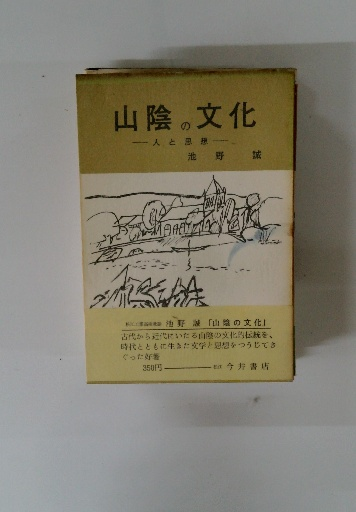 山陰の文化
——人と思想——
池野 誠
池野 誠「山陰の文化」
古代から近代にいたる山陰の文化的伝統を、
時代とともに生きた文学と思想をつうじてさ
ぐった好著
350円——今井書店